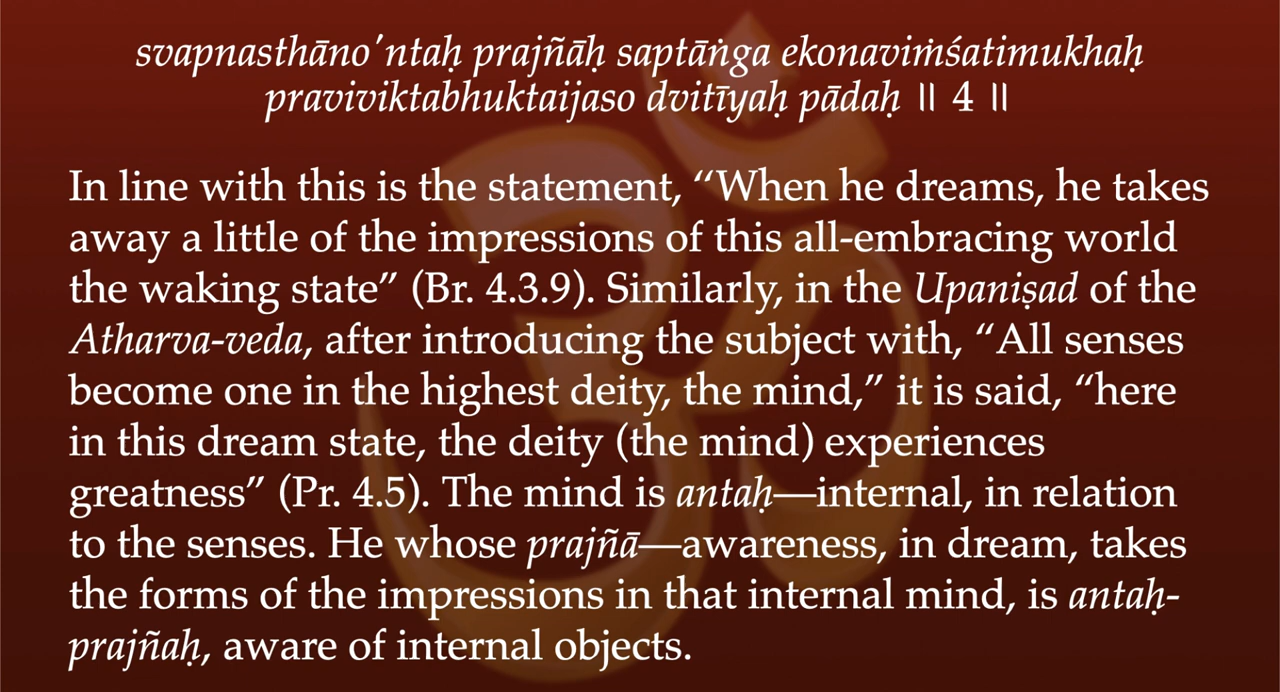 svapnasthāno'ntaḥ prajñāḥ saptāṅga ekonaviṁśatimukhaḥ
praviviktabhuktaijaso dvitīyaḥ pādaḥ ॥ 4 ॥
In line with this is the statement, “When he dreams, he takes
away a little of the impressions of this all-embracing world
the waking state” (Br. 4.3.9). Similarly, in the Upaniṣad of the
Atharva-veda, after introducing the subject with, “All senses
become one in the highest deity, the mind,” it is said, “here
in this dream state, the deity (the mind) experiences
greatness” (Pr. 4.5). The mind is antaḥ—internal, in relation
to the senses. He whose prajñā—awareness, in dream, takes
the forms of the impressions in that internal mind, is antaḥ-
prajñaḥ, aware of internal objects.